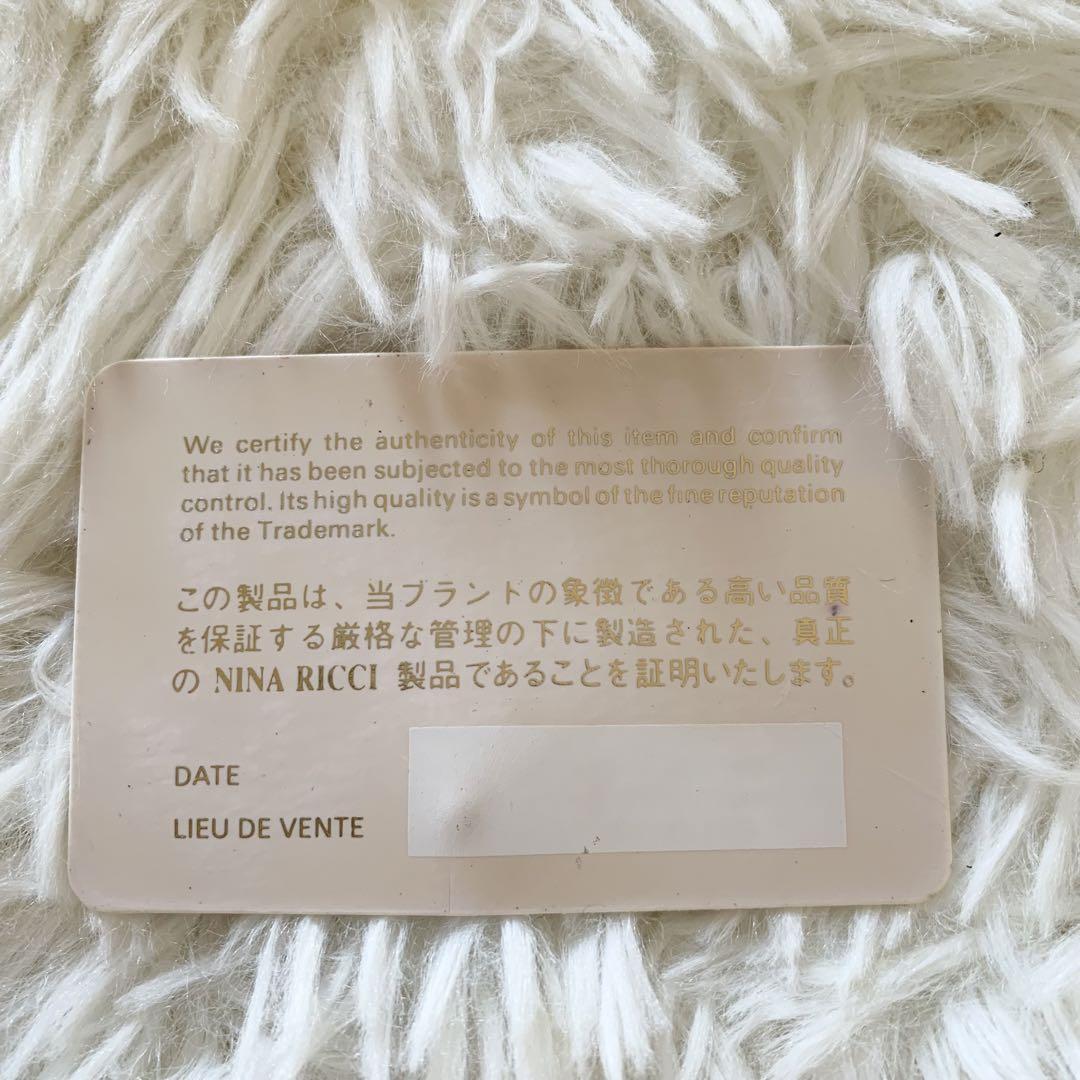 We certify the authenticity of this item and confirm
that it has been subjected to the most thorough quality
control. Its high quality is a symbol of the fine reputation
of the Trademark.
この製品は、当ブランドの象徴である高い品質
を保証する厳格な管理の下に製造された、真正
の NINA RICCI 製品であることを証明いたします。
DATE
LIEU DE VENTE